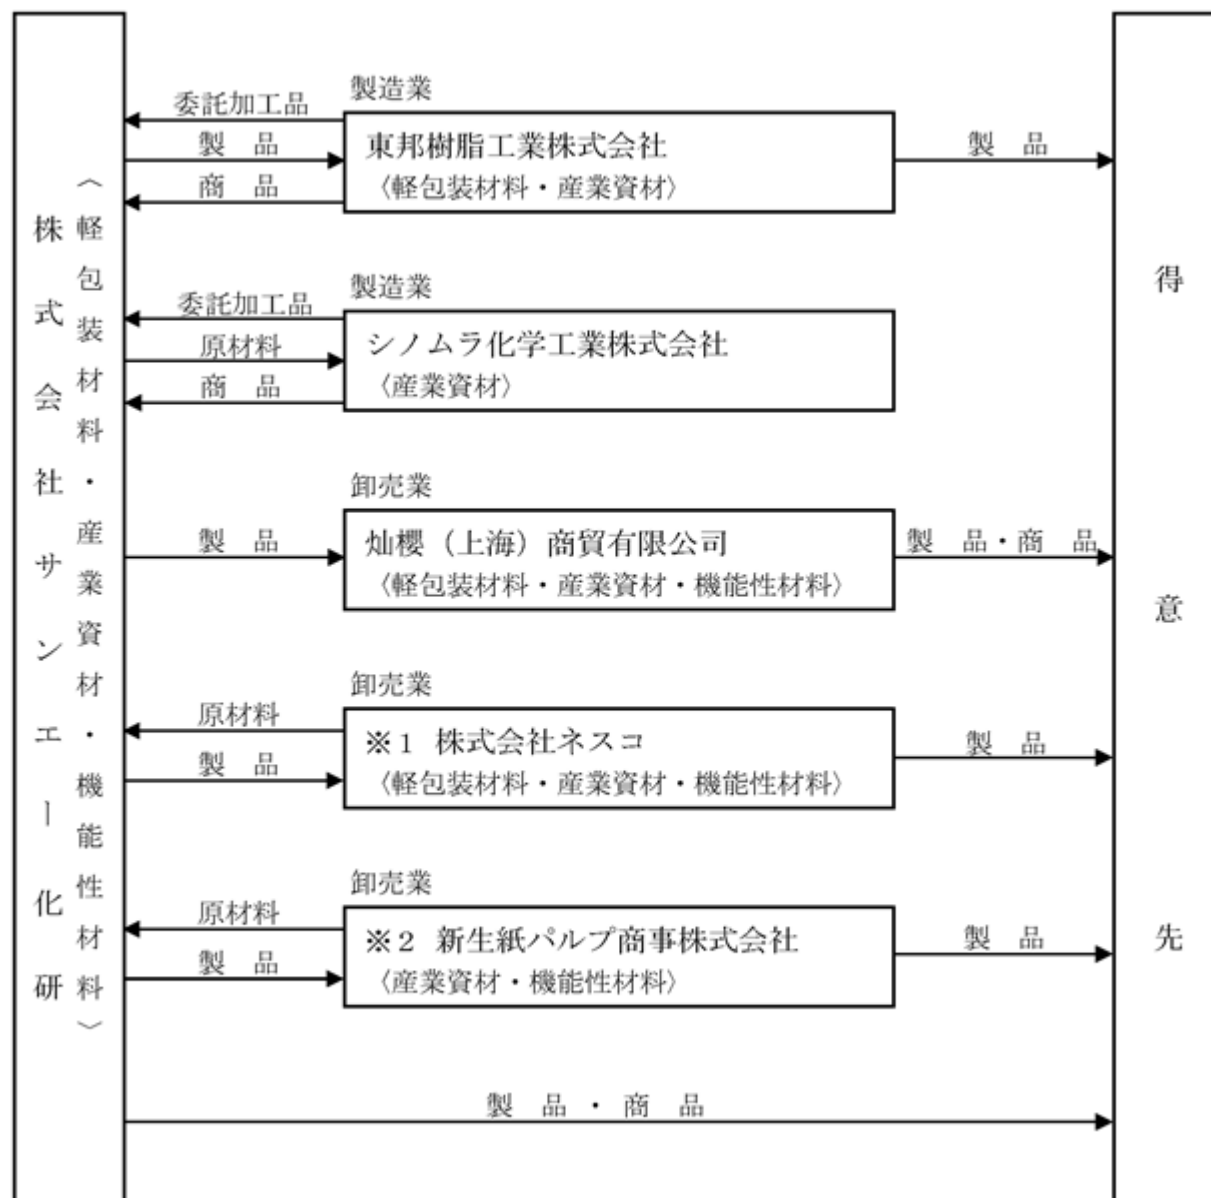 株式会社サンエー化研
〈軽包装材料・産業資材・機能性材料〉
製造業
委託加工品
東邦樹脂工業株式会社
製 品
製 品
〈軽包装材料・産業資材〉
商 品
製造業
委託加工品
シノムラ化学工業株式会社
原材料
〈産業資材〉
商 品
卸売業
製 品
灿櫻（上海）商貿有限公司
製 品・商 品
〈軽包装材料・産業資材・機能性材料〉
卸売業
原材料
※1 株式会社ネスコ
製 品
製 品
〈軽包装材料・産業資材・機能性材料〉
卸売業
原材料
※2 新生紙パルプ商事株式会社
製 品
製 品
〈産業資材・機能性材料〉
製 品 ・ 商 品
得意先